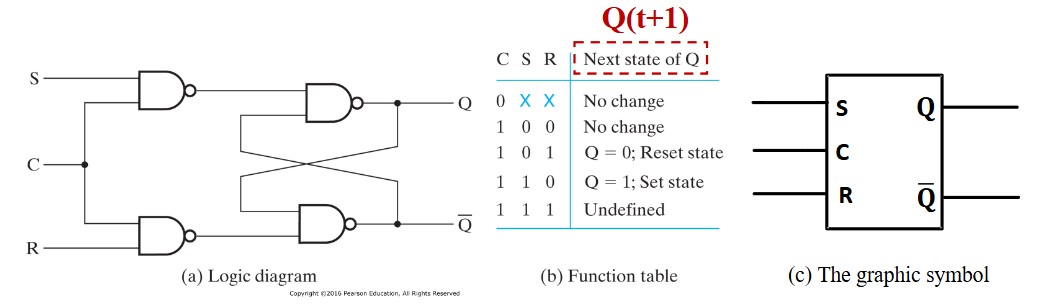 S
C
R
Q
Q̅
(a) Logic diagram
Copyright ©2016 Pearson Education, All Rights Reserved
Q(t+1)
C S R Next state of Q
0 X X No change
1 0 0 No change
1 0 1 Q = 0; Reset state
1 1 0 Q = 1; Set state
1 1 1 Undefined
(b) Function table
S Q
C
R Q̅
(c) The graphic symbol